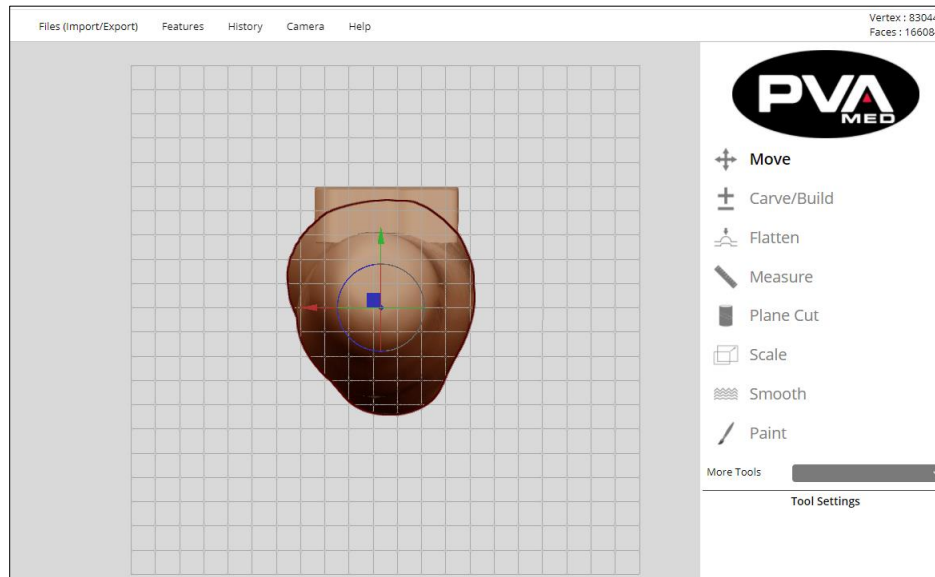 Files (Import/Export) Features History Camera Help
Vertex : 83044
Faces : 16608
PVA
MED
Move
Carve/Build
Flatten
Measure
Plane Cut
Scale
Smooth
Paint
More Tools
Tool Settings